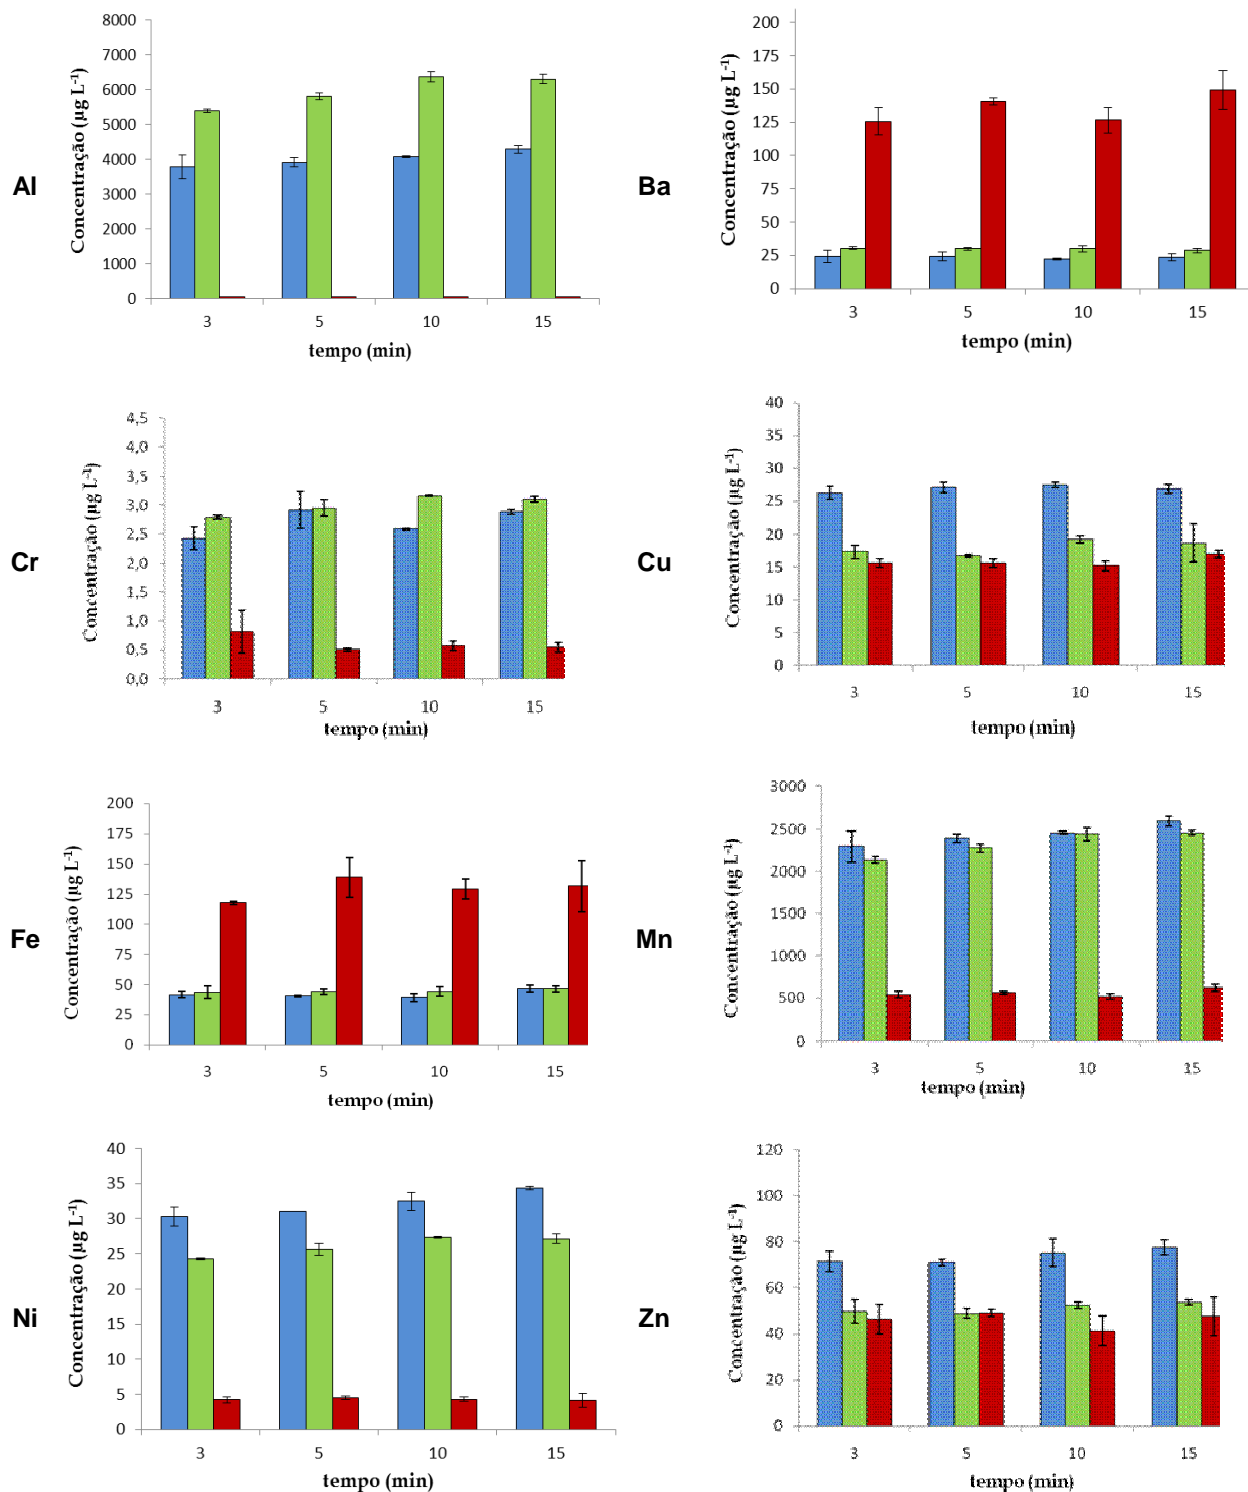 Al
Concentração (µg L⁻¹)
8000
7000
6000
5000
4000
3000
2000
1000
0
3 5 10 15
tempo (min)
Ba
Concentração (µg L⁻¹)
200
175
150
125
100
75
50
25
0
3 5 10 15
tempo (min)
Cr
Concentração (µg L⁻¹)
4,5
4,0
3,5
3,0
2,5
2,0
1,5
1,0
0,5
0,0
3 5 10 15
tempo (min)
Cu
Concentração (µg L⁻¹)
40
35
30
25
20
15
10
5
0
3 5 10 15
tempo (min)
Fe
Concentração (µg L⁻¹)
200
175
150
125
100
75
50
25
0
3 5 10 15
tempo (min)
Mn
Concentração (µg L⁻¹)
3000
2500
2000
1500
1000
500
0
3 5 10 15
tempo (min)
Ni
Concentração (µg L⁻¹)
40
35
30
25
20
15
10
5
0
3 5 10 15
tempo (min)
Zn
Concentração (µg L⁻¹)
120
100
80
60
40
20
0
3 5 10 15
tempo (min)